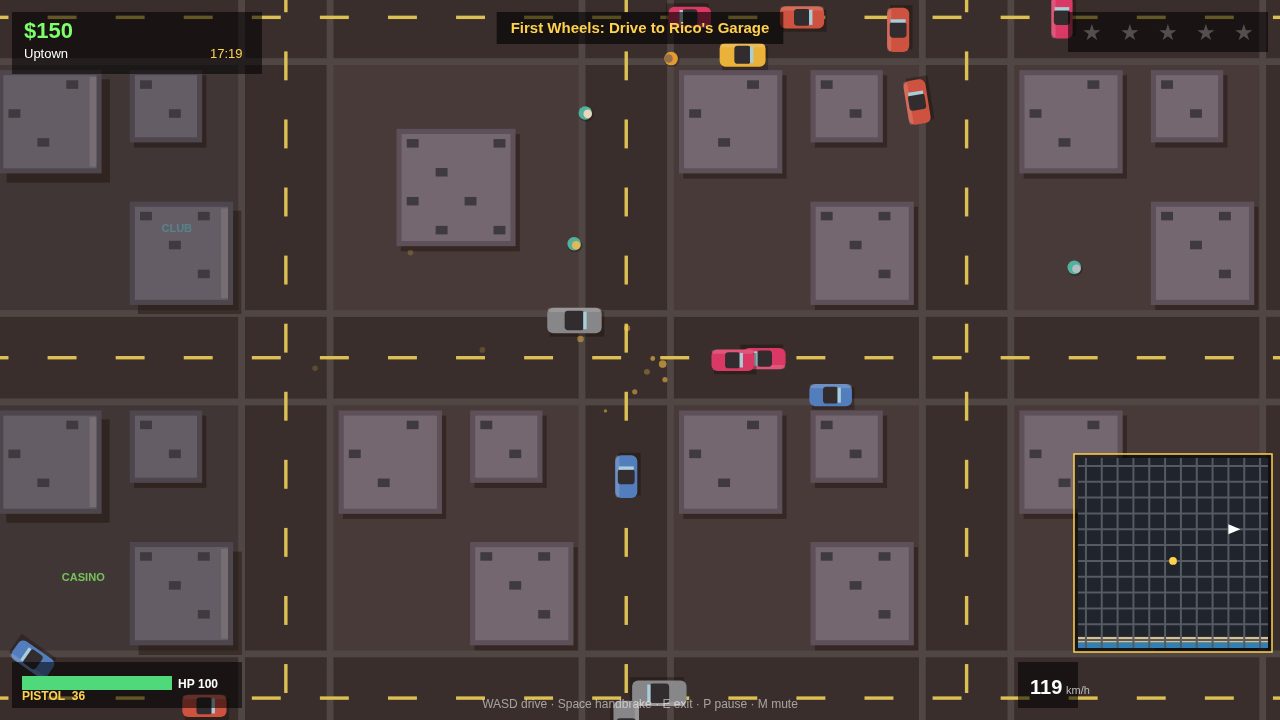 $150
Uptown 17:19
First Wheels: Drive to Rico's Garage
★ ★ ★ ★ ★
CLUB
CASINO
HP 100
PISTOL 36
WASD drive · Space handbrake · E exit · P pause · M mute
119 km/h